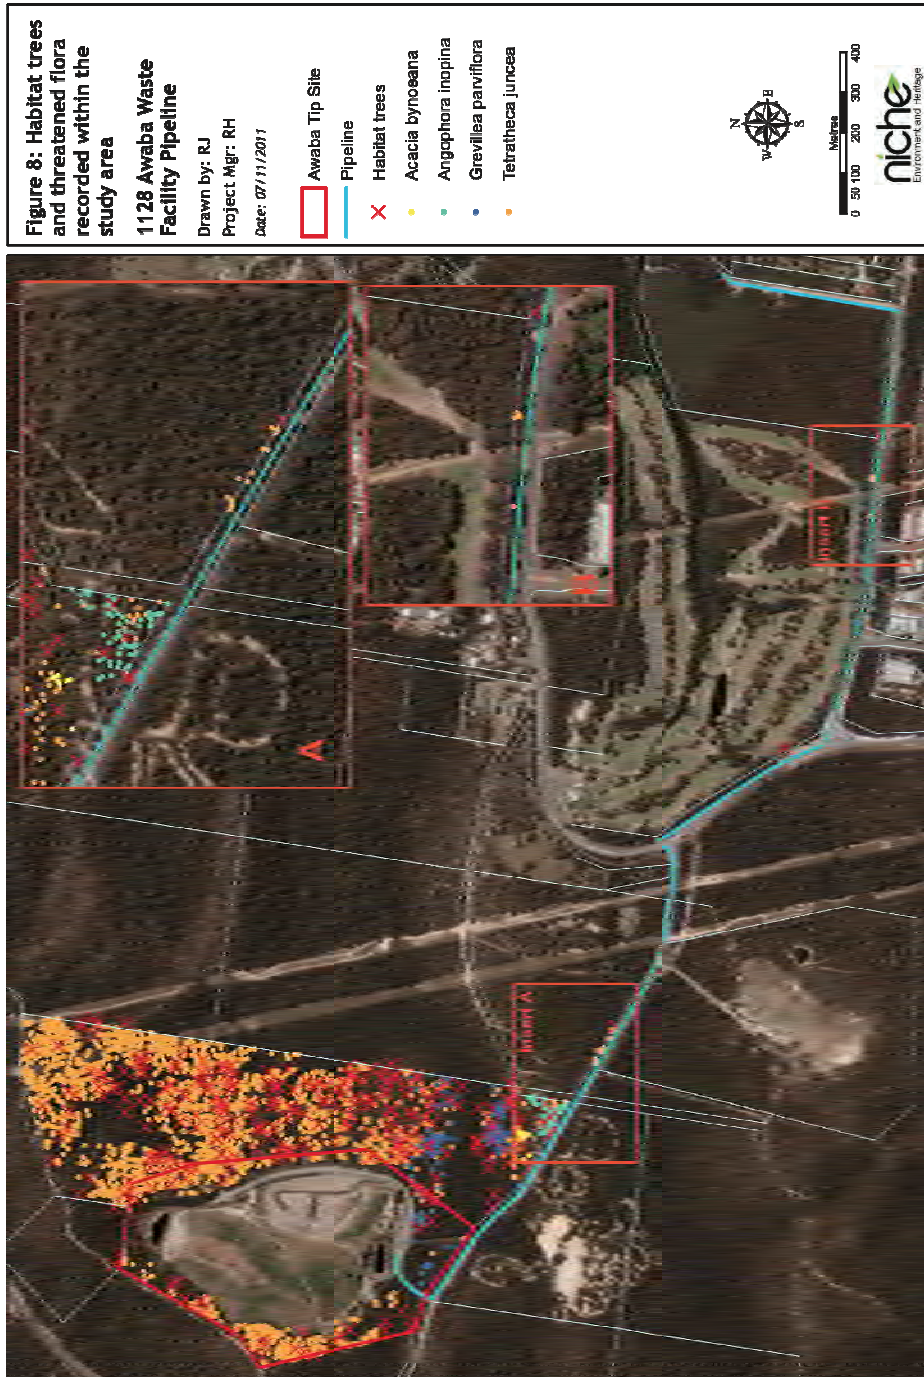 Figure 8: Habitat trees
and threatened flora
recorded within the
study area
1128 Awaba Waste
Facility Pipeline
Drawn by: RJ
Project Mgr: RH
Date: 07/11/2011
Awaba Tip Site
Pipeline
Habitat trees
Acacia bynoeana
Angophora inopina
Grevillea parviflora
Tetratheca juncea
N
W
E
S
Metres
0 50 100 200 300 400
niche
Environment and Heritage
A
Insert A